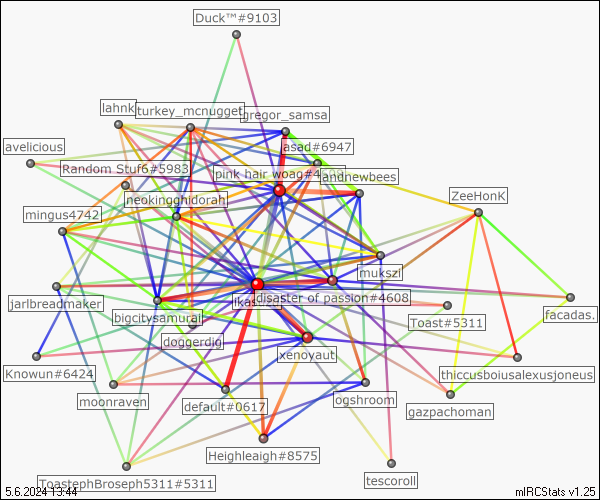 Duck™#9103
lahnk
turkey_mcnugget
gregor_samsa
avelicious
asad#6947
Random Stuf6#5983
pink hair woag#4
andnewbees
neokingghidorah
ZeeHonK
mingus4742
mukszi
jarlbreadmaker
disaster of passion#4608
bigcitysamurai
facadas.
Toast#5311
doggerdig
xenoyaut
Knowun#6424
thiccusboiusalexusjoneus
moonraven
default#0617
ogshroom
gazpachoman
Heighleaigh#8575
ToastephBroseph5311#5311
tescoroll
5.6.2024 13:44
mIRCStats v1.25